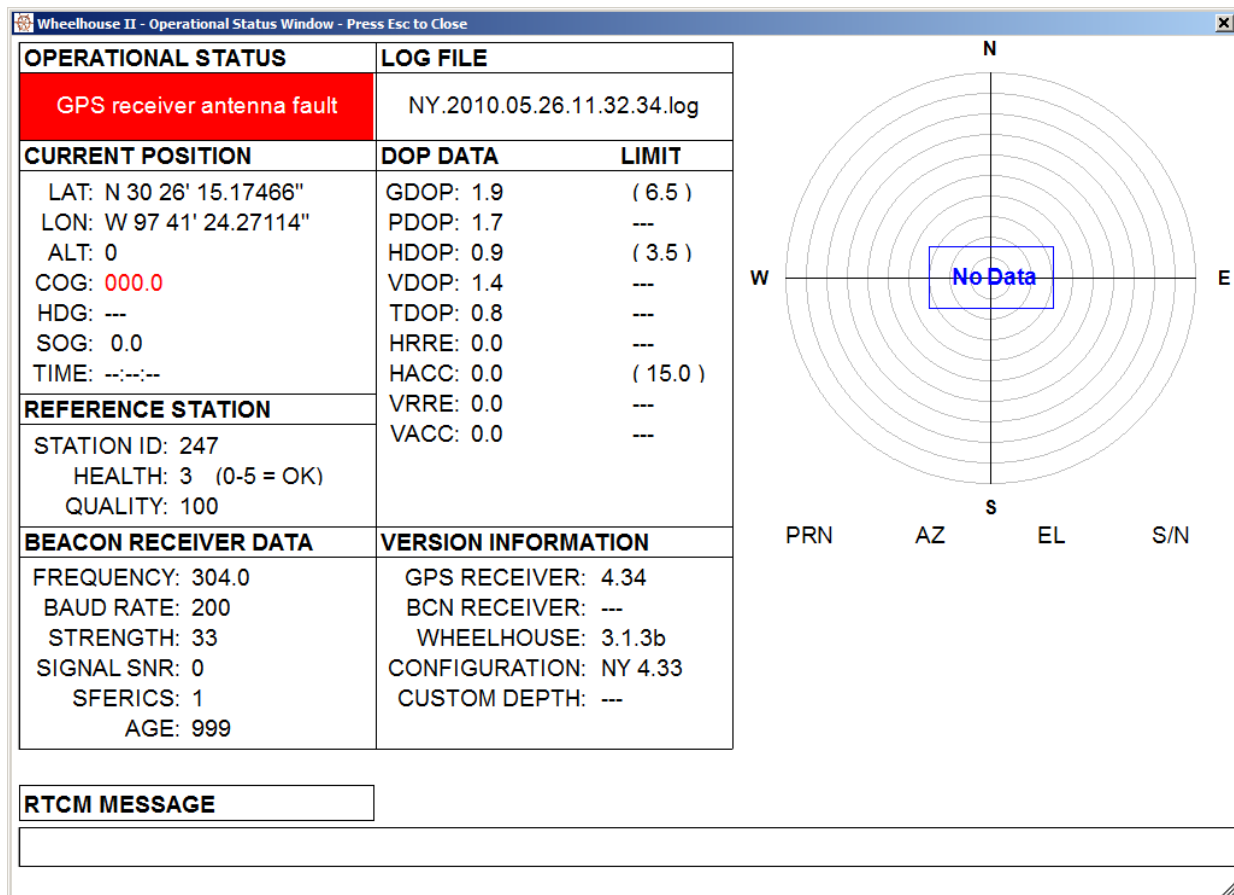 Wheelhouse II - Operational Status Window - Press Esc to Close
OPERATIONAL STATUS
GPS receiver antenna fault
LOG FILE
NY.2010.05.26.11.32.34.log
CURRENT POSITION
LAT: N 30 26' 15.17466"
LON: W 97 41' 24.27114"
ALT: 0
COG: 000.0
HDG: ---
SOG: 0.0
TIME: --:--:--
DOP DATA LIMIT
GDOP: 1.9 ( 6.5 )
PDOP: 1.7 ---
HDOP: 0.9 ( 3.5 )
VDOP: 1.4 ---
TDOP: 0.8 ---
HRRE: 0.0 ---
HACC: 0.0 ( 15.0 )
VRRE: 0.0 ---
VACC: 0.0 ---
REFERENCE STATION
STATION ID: 247
HEALTH: 3 (0-5 = OK)
QUALITY: 100
BEACON RECEIVER DATA
FREQUENCY: 304.0
BAUD RATE: 200
STRENGTH: 33
SIGNAL SNR: 0
SFERICS: 1
AGE: 999
VERSION INFORMATION
GPS RECEIVER: 4.34
BCN RECEIVER: ---
WHEELHOUSE: 3.1.3b
CONFIGURATION: NY 4.33
CUSTOM DEPTH: ---
N
W
No Data
E
S
PRN AZ EL S/N
RTCM MESSAGE